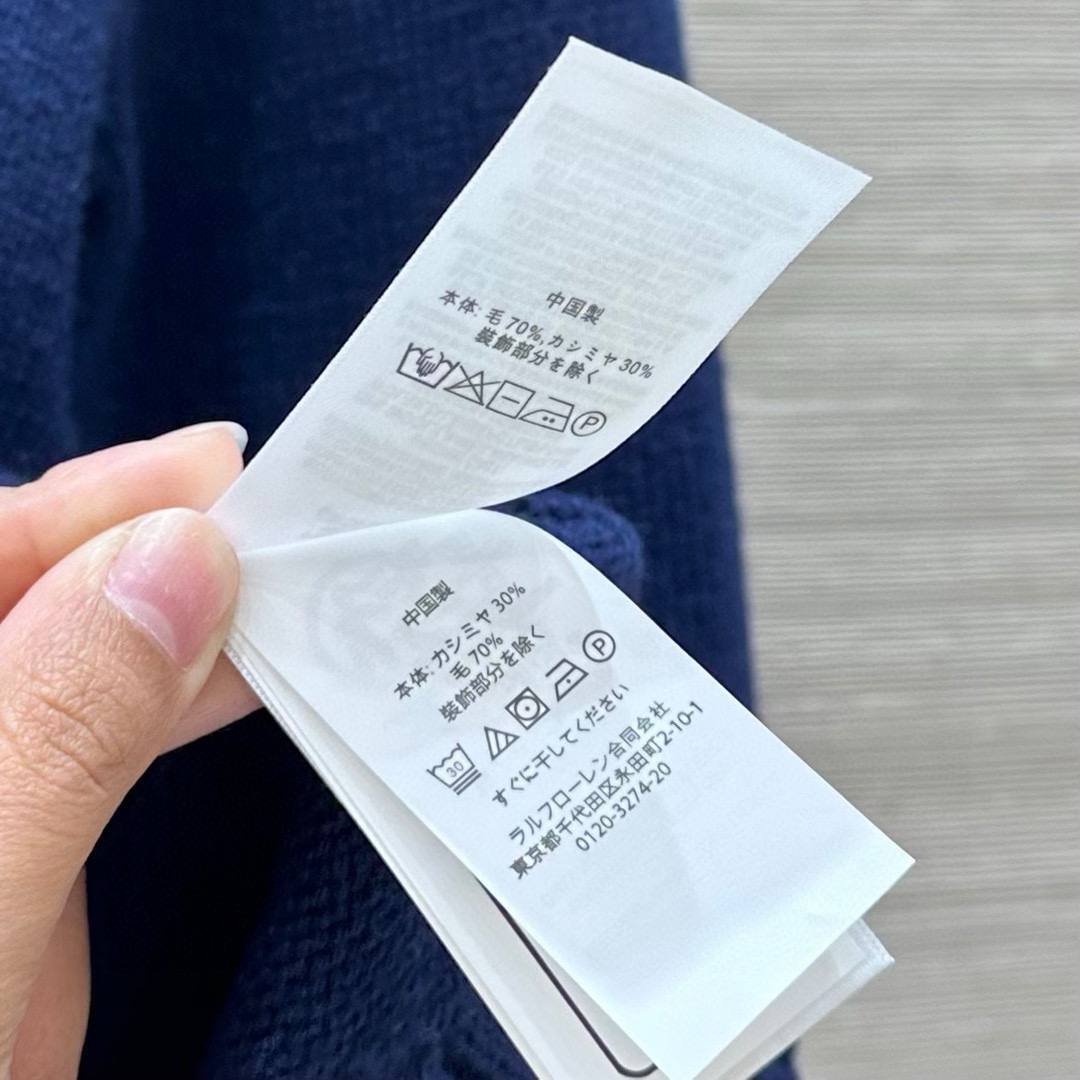 中国製
本体: 毛 70%, カシミヤ 30%
装飾部分を除く
P
中国製
本体: カシミヤ 30%
毛 70%
装飾部分を除く
30
P
すぐに干してください
ラルフローレン合同会社
東京都千代田区永田町2-10-1
0120-3274-20